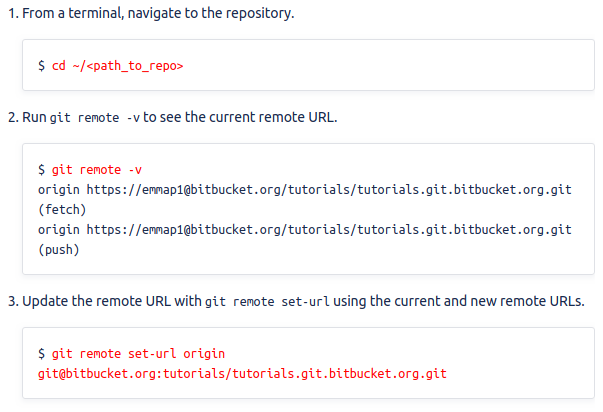 1. From a terminal, navigate to the repository.
$ cd ~/<path_to_repo>
2. Run git remote -v to see the current remote URL.
$ git remote -v
origin https://emmap1@bitbucket.org/tutorials/tutorials.git.bitbucket.org.git
(fetch)
origin https://emmap1@bitbucket.org/tutorials/tutorials.git.bitbucket.org.git
(push)
3. Update the remote URL with git remote set-url using the current and new remote URLs.
$ git remote set-url origin
git@bitbucket.org:tutorials/tutorials.git.bitbucket.org.git